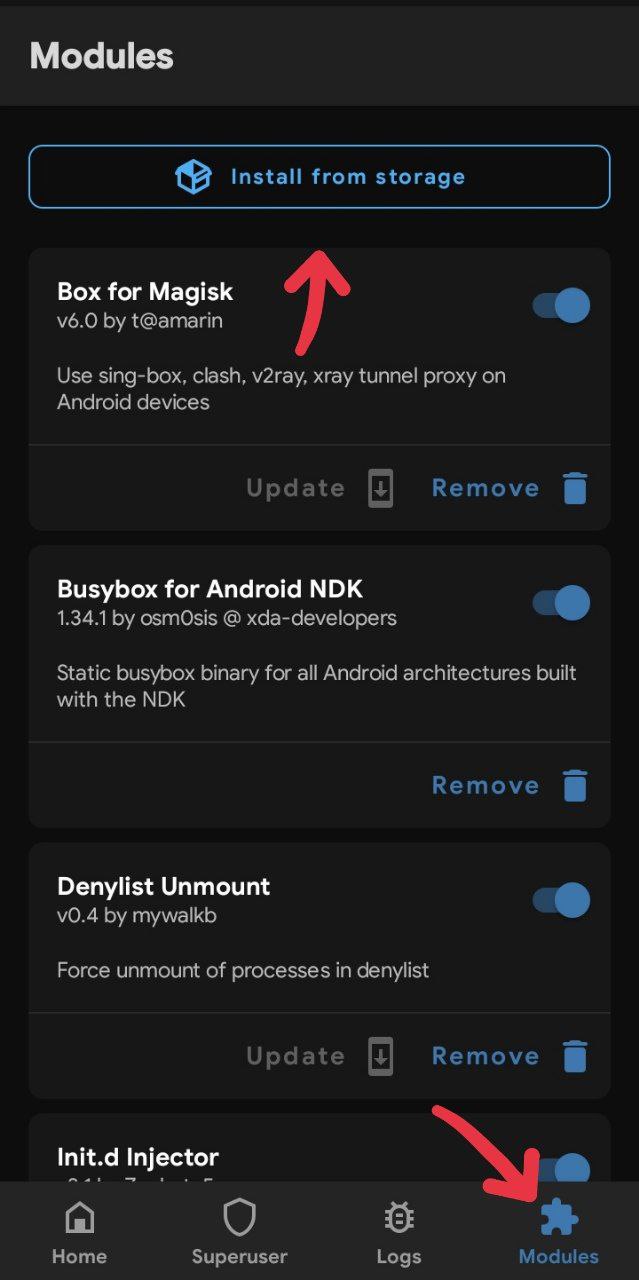 Modules
Install from storage
Box for Magisk
v6.0 by t@amarin
Use sing-box, clash, v2ray, xray tunnel proxy on
Android devices
Update
Remove
Busybox for Android NDK
1.34.1 by osm0sis @ xda-developers
Static busybox binary for all Android architectures built
with the NDK
Remove
Denylist Unmount
v0.4 by mywalkb
Force unmount of processes in denylist
Update
Remove
Init.d Injector
Home
Superuser
Logs
Modules